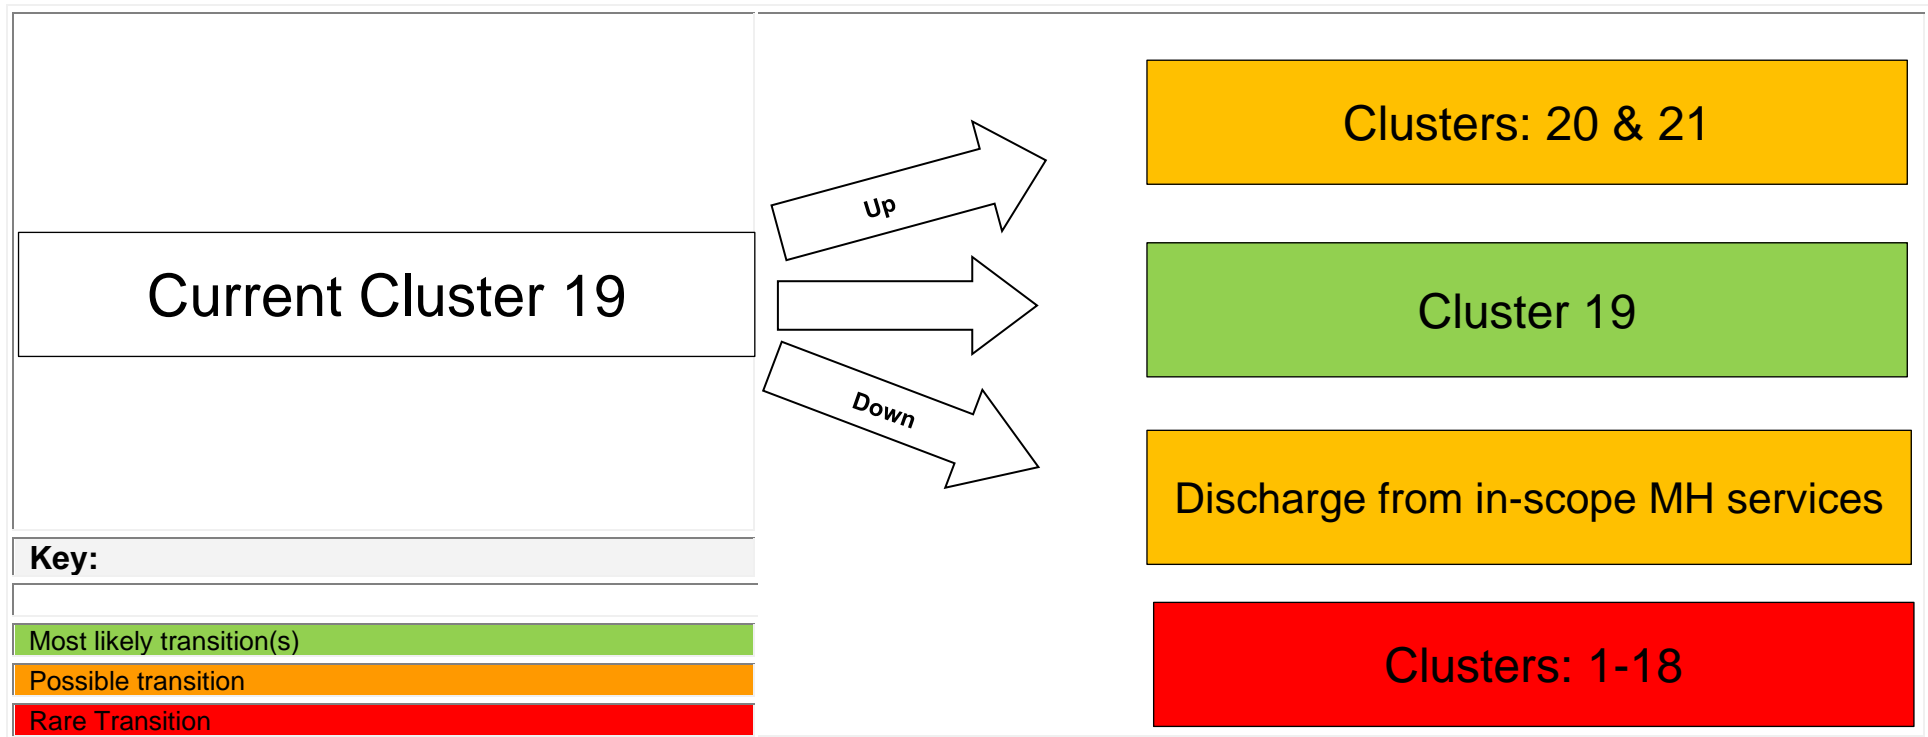 Current Cluster 19
Up
Down
Clusters: 20 & 21
Cluster 19
Discharge from in-scope MH services
Clusters: 1-18
Key:
Most likely transition(s)
Possible transition
Rare Transition